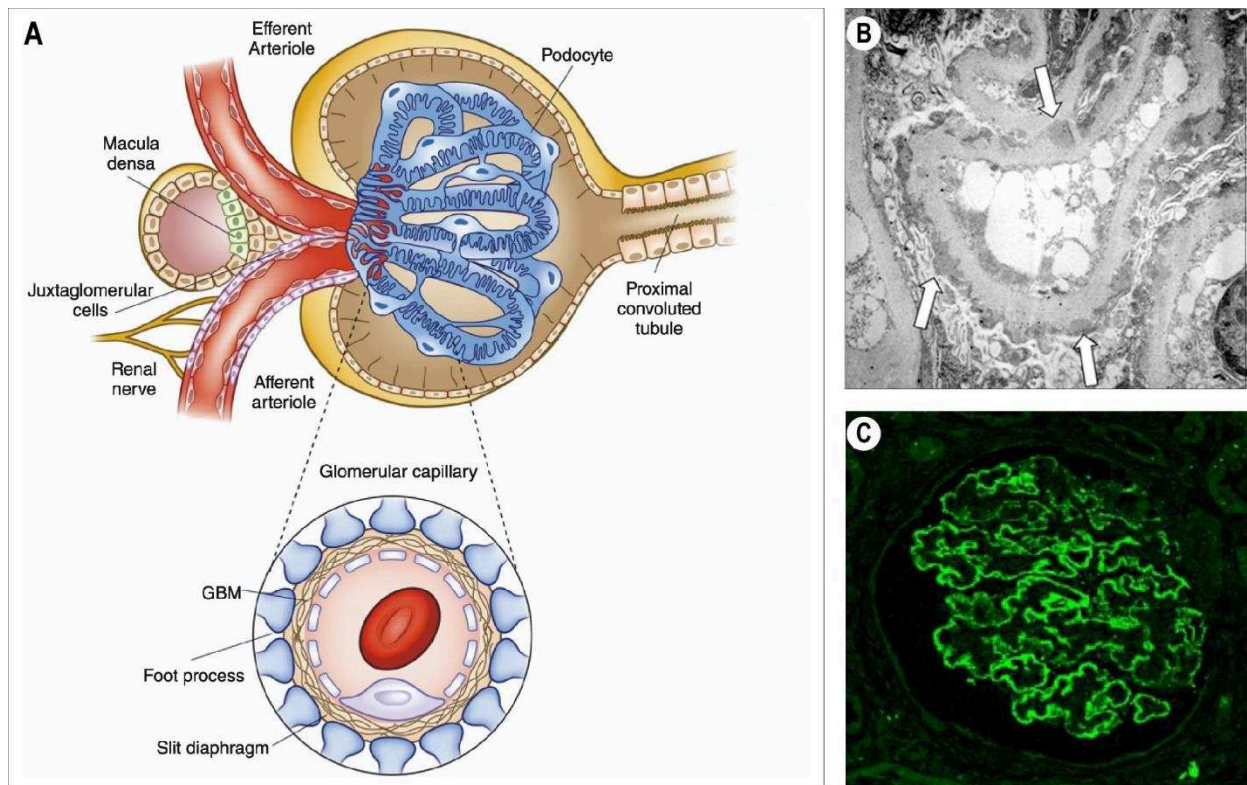 A
Efferent
Arteriole
Podocyte
Macula
densa
Juxtaglomerular
cells
Proximal
convoluted
tubule
Renal
nerve
Afferent
arteriole
Glomerular capillary
GBM
Foot process
Slit diaphragm
B
C